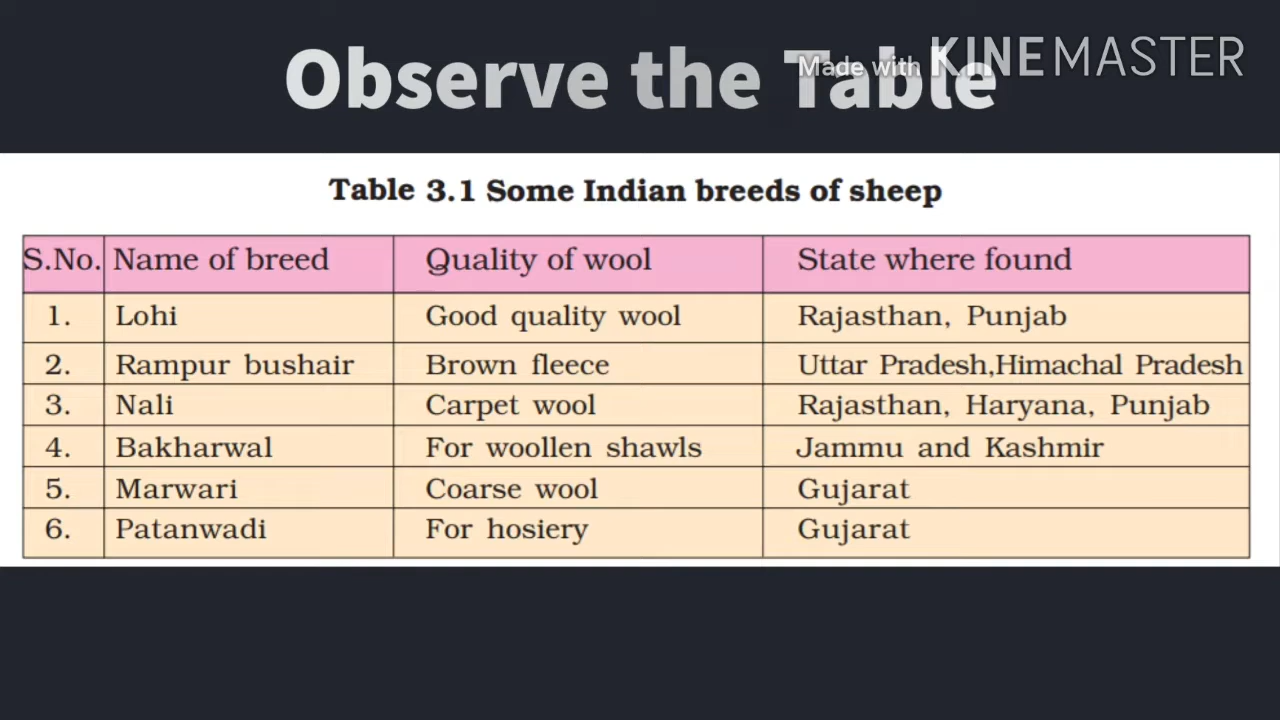 Observe the Table
Made with KINEMASTER
Table 3.1 Some Indian breeds of sheep
S.No. Name of breed Quality of wool State where found
1. Lohi Good quality wool Rajasthan, Punjab
2. Rampur bushair Brown fleece Uttar Pradesh,Himachal Pradesh
3. Nali Carpet wool Rajasthan, Haryana, Punjab
4. Bakharwal For woollen shawls Jammu and Kashmir
5. Marwari Coarse wool Gujarat
6. Patanwadi For hosiery Gujarat